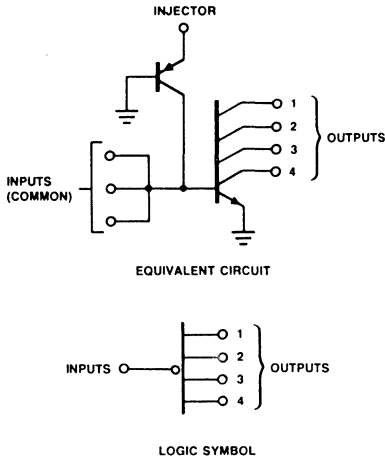 INJECTOR
1
2
3
4
OUTPUTS
INPUTS
(COMMON)
EQUIVALENT CIRCUIT
INPUTS
1
2
3
4
OUTPUTS
LOGIC SYMBOL